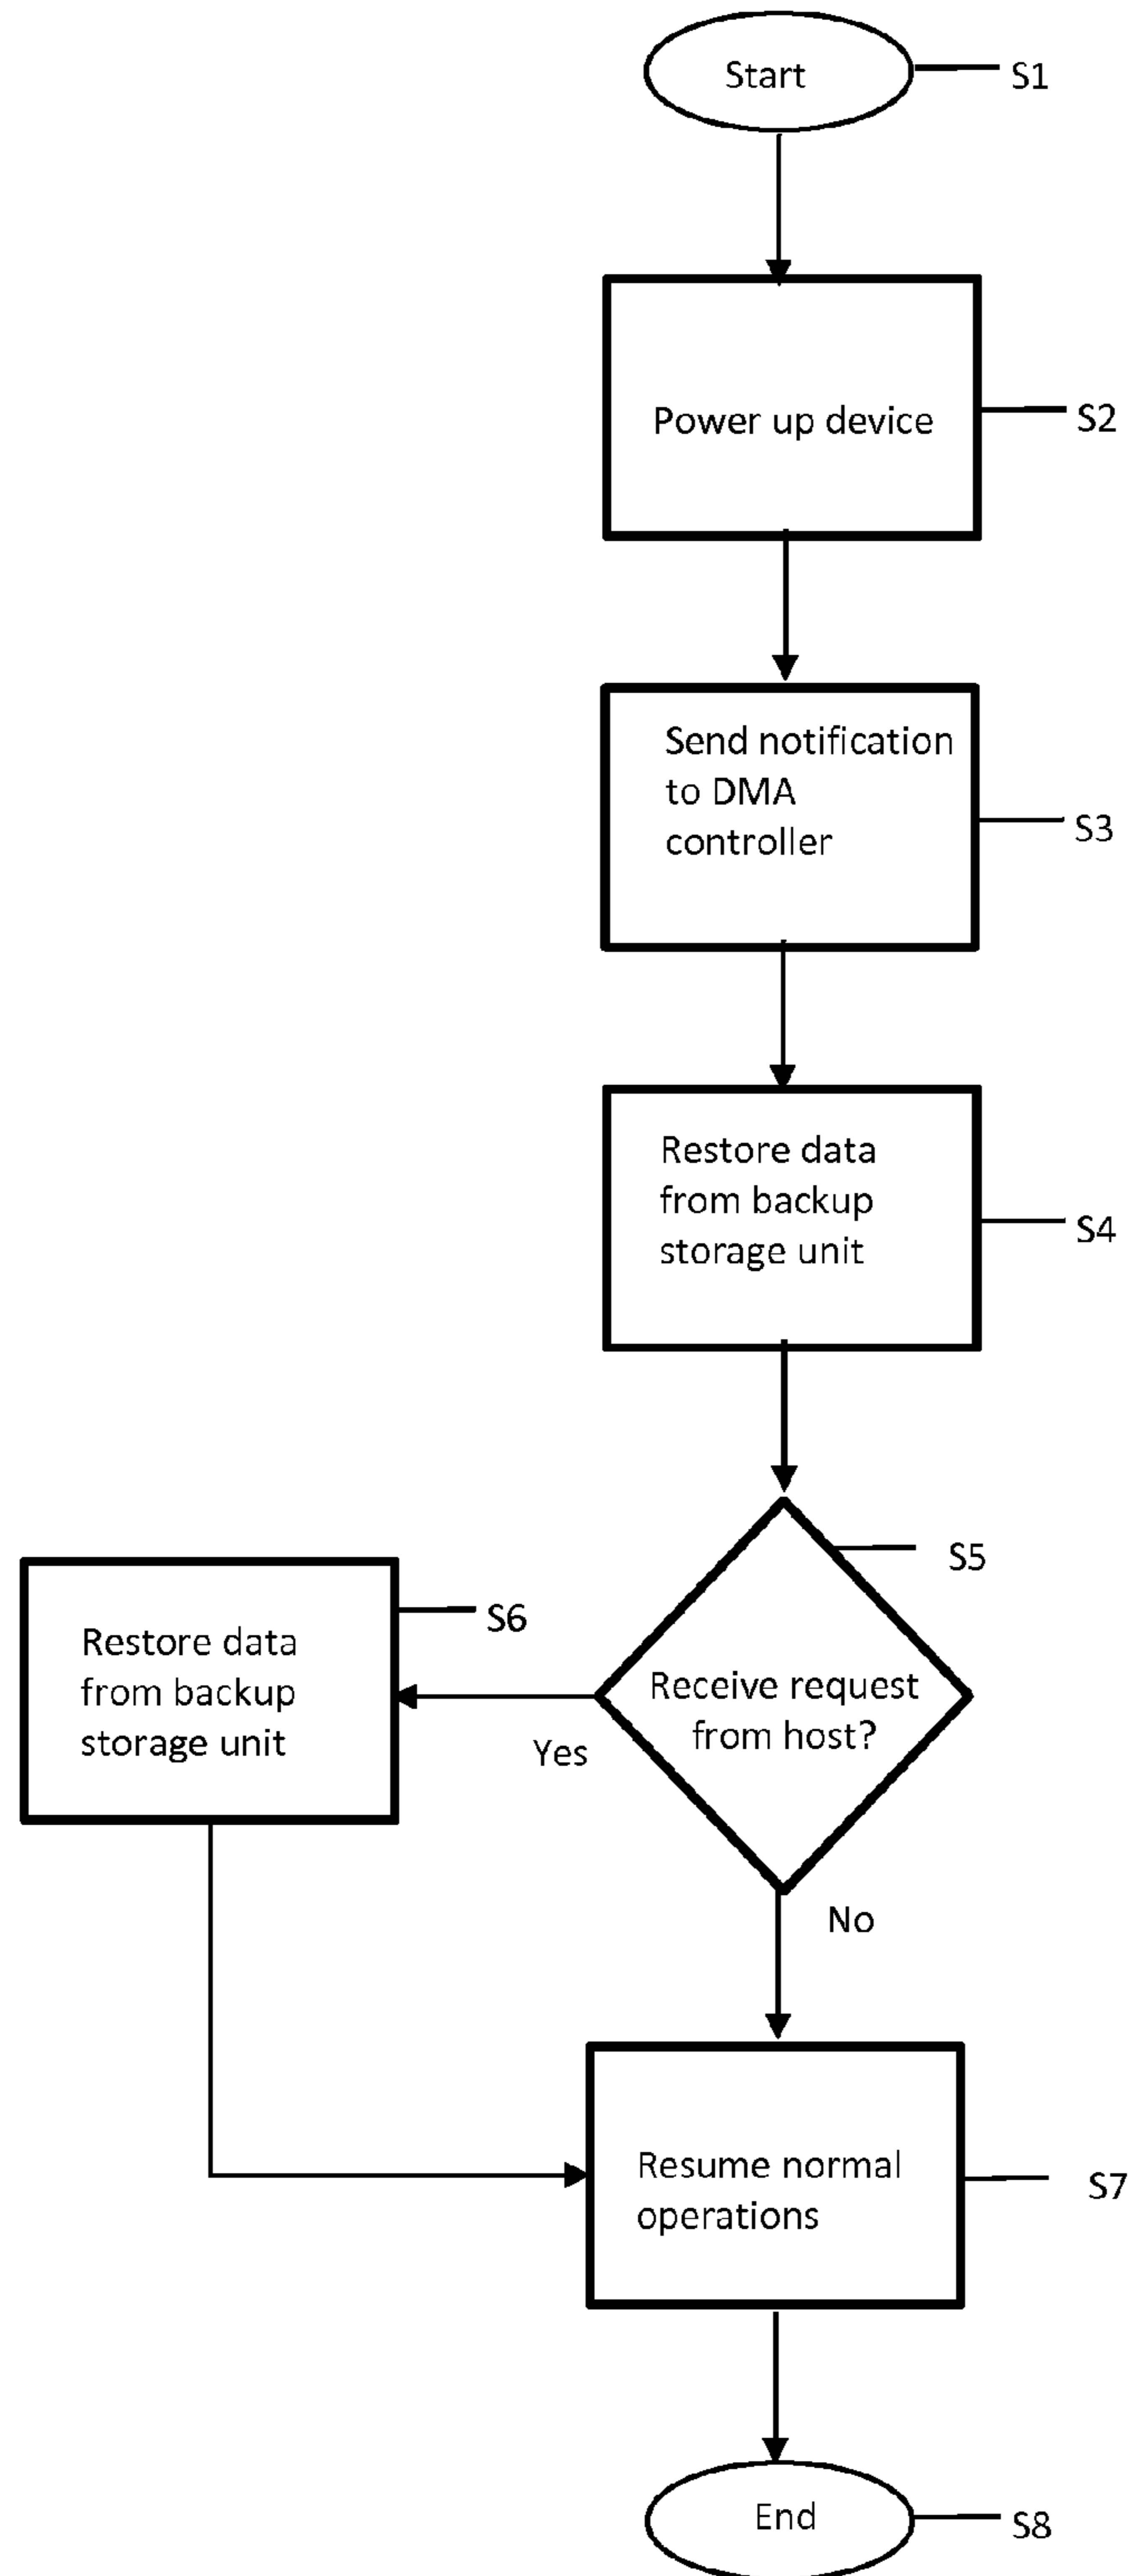 Start
S1
Power up device
S2
Send notification
to DMA
controller
S3
Restore data
from backup
storage unit
S4
S5
Receive request
from host?
S6
Restore data
from backup
storage unit
Yes
No
Resume normal
operations
S7
End
S8